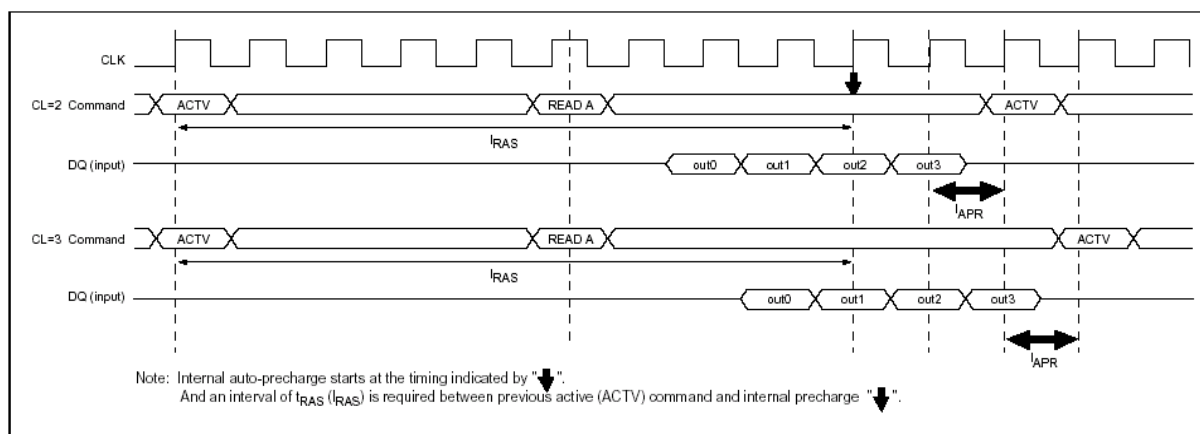 CLK
CL=2 Command
ACTV
READ A
ACTV
lRAS
DQ (input)
out0
out1
out2
out3
lAPR
CL=3 Command
ACTV
READ A
ACTV
lRAS
DQ (input)
out0
out1
out2
out3
lAPR
Note: Internal auto-precharge starts at the timing indicated by " ".
And an interval of tRAS (lRAS) is required between previous active (ACTV) command and internal precharge " ".